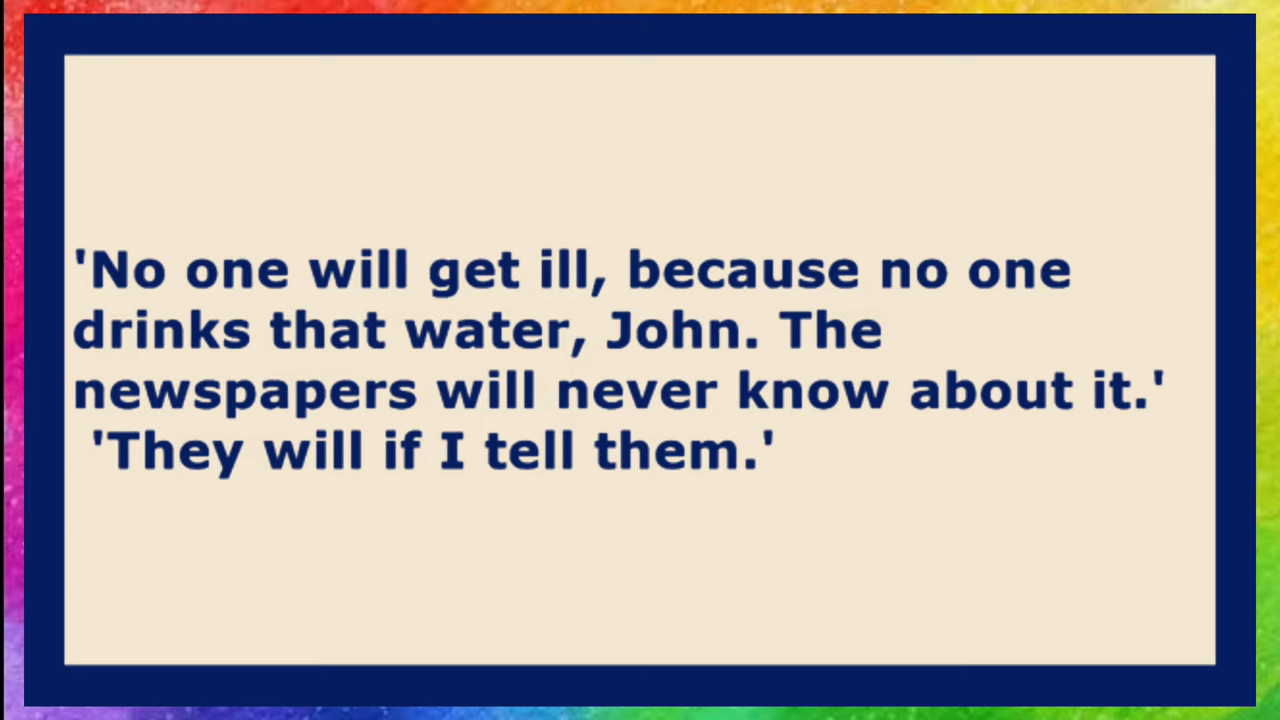 'No one will get ill, because no one
drinks that water, John. The
newspapers will never know about it.'
'They will if I tell them.'